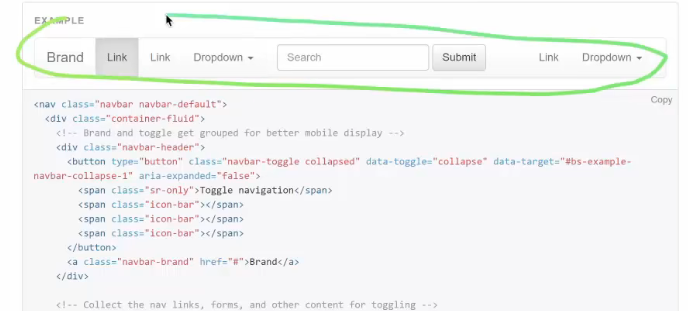 EXAMPLE
Brand Link Link Dropdown Search Submit Link Dropdown
Copy
<nav class="navbar navbar-default">
<div class="container-fluid">
<!-- Brand and toggle get grouped for better mobile display -->
<div class="navbar-header">
<button type="button" class="navbar-toggle collapsed" data-toggle="collapse" data-target="#bs-example-
navbar-collapse-1" aria-expanded="false">
<span class="sr-only">Toggle navigation</span>
<span class="icon-bar"></span>
<span class="icon-bar"></span>
<span class="icon-bar"></span>
</button>
<a class="navbar-brand" href="#">Brand</a>
</div>
<!-- Collect the nav links, forms, and other content for toggling -->